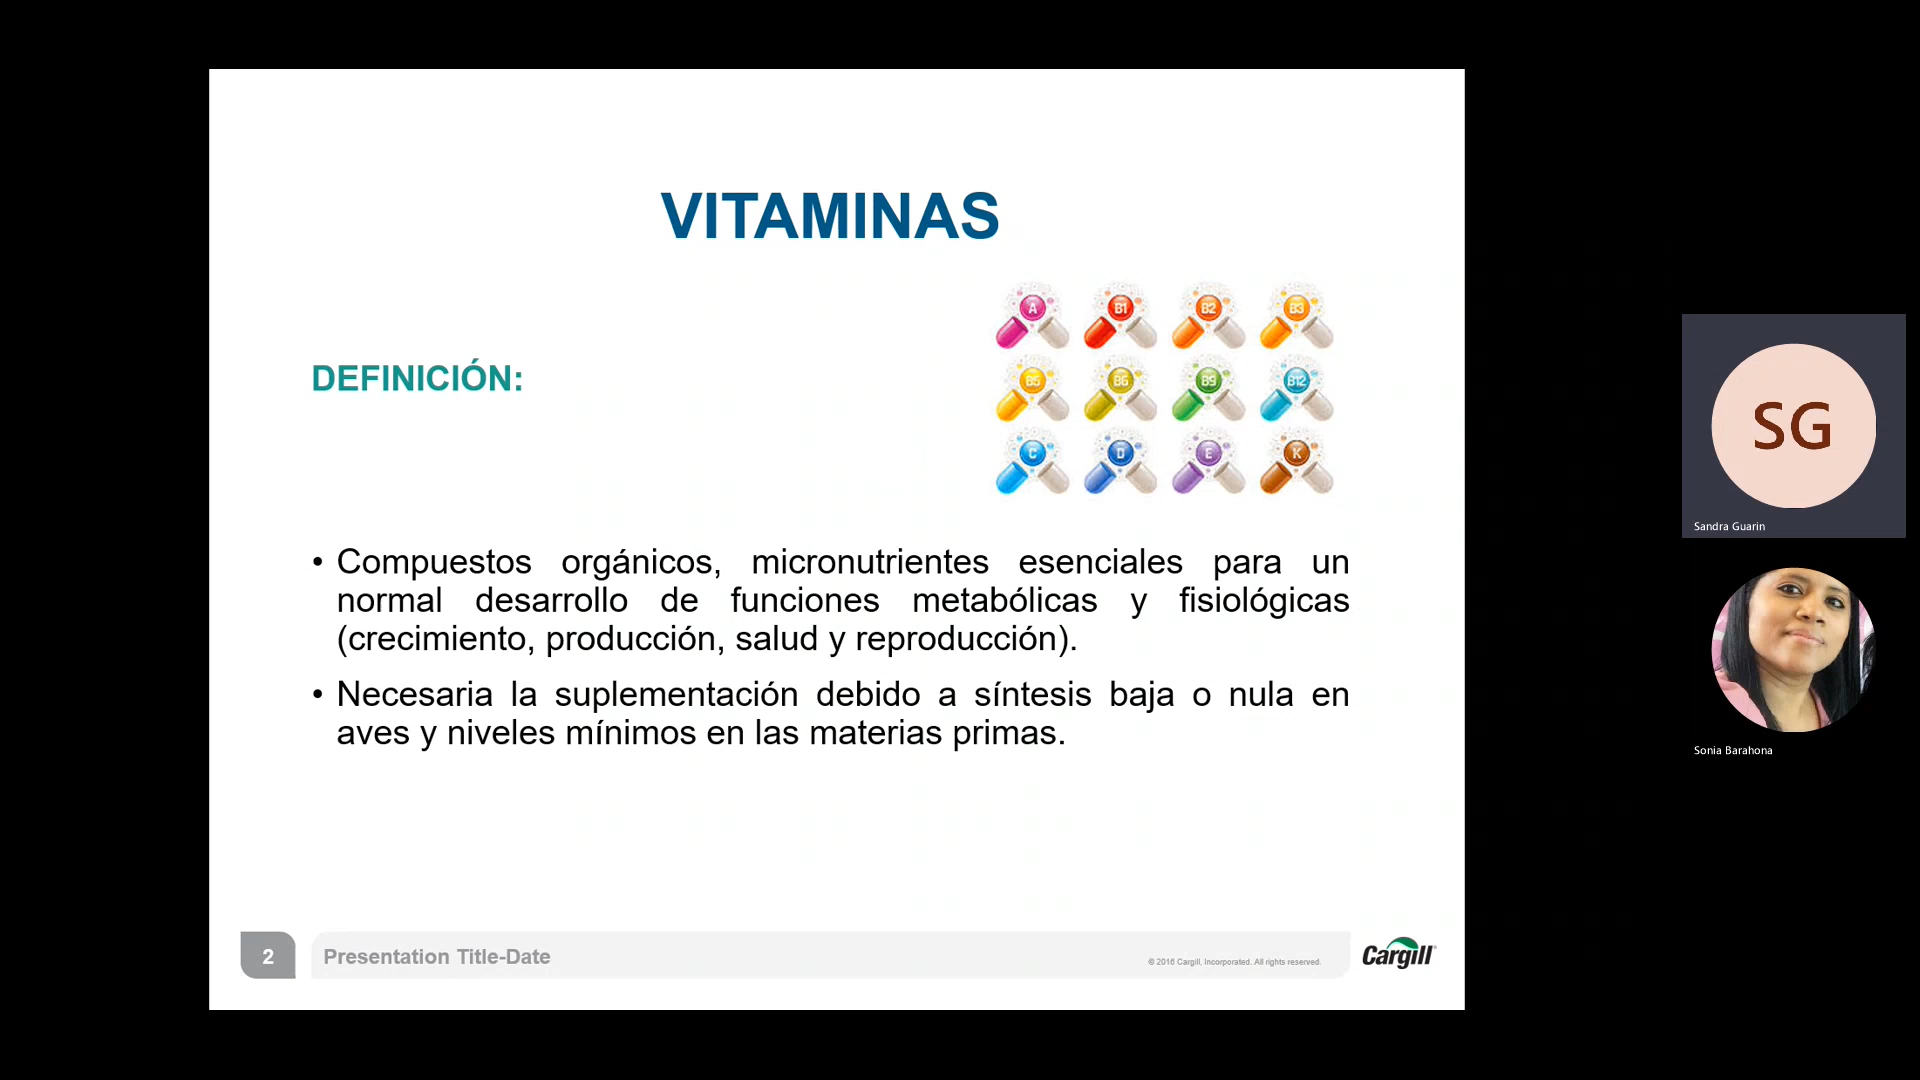 VITAMINAS
A B1 B2 B3
B5 B6 B9 B12
C D E K
DEFINICIÓN:
• Compuestos orgánicos, micronutrientes esenciales para un
normal desarrollo de funciones metabólicas y fisiológicas
(crecimiento, producción, salud y reproducción).
• Necesaria la suplementación debido a síntesis baja o nula en
aves y niveles mínimos en las materias primas.
2
Presentation Title-Date
© 2016 Cargill, Incorporated. All rights reserved.
Cargill®
SG
Sandra Guarin
Sonia Barahona